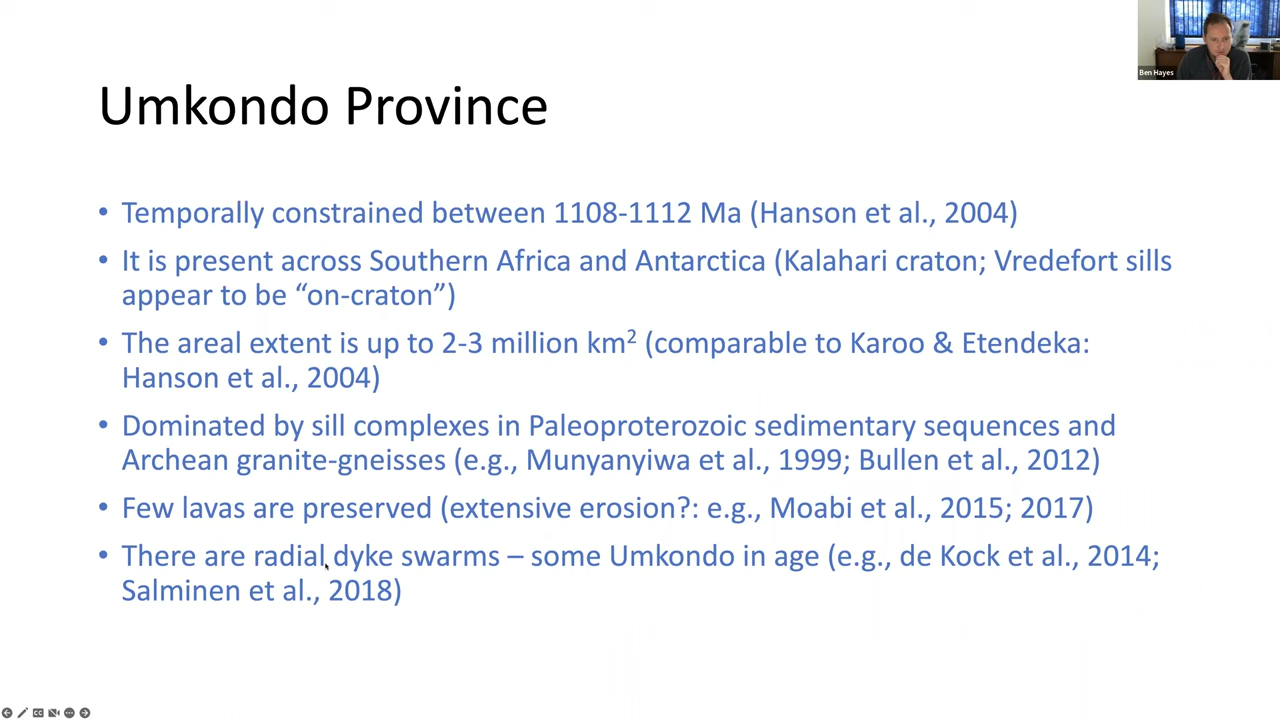 Ben Hayes
Umkondo Province
• Temporally constrained between 1108-1112 Ma (Hanson et al., 2004)
• It is present across Southern Africa and Antarctica (Kalahari craton; Vredefort sills
appear to be “on-craton”)
• The areal extent is up to 2-3 million km² (comparable to Karoo & Etendeka:
Hanson et al., 2004)
• Dominated by sill complexes in Paleoproterozoic sedimentary sequences and
Archean granite-gneisses (e.g., Munyanyiwa et al., 1999; Bullen et al., 2012)
• Few lavas are preserved (extensive erosion?: e.g., Moabi et al., 2015; 2017)
• There are radial dyke swarms – some Umkondo in age (e.g., de Kock et al., 2014;
Salminen et al., 2018)